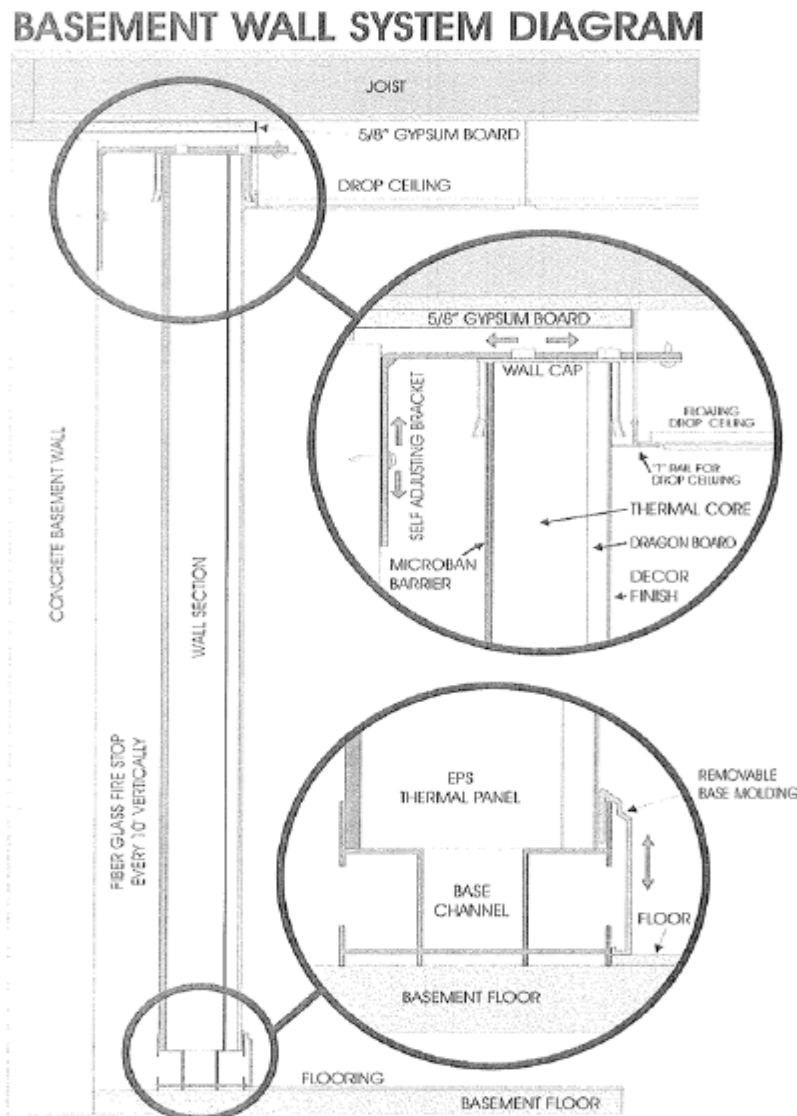 BASEMENT WALL SYSTEM DIAGRAM
JOIST
5/8" GYPSUM BOARD
DROP CEILING
5/8" GYPSUM BOARD
WALL CAP
SELF ADJUSTING BRACKET
FLOATING
DROP CEILING
"T" RAIL FOR
DROP CEILING
THERMAL CORE
DRAGON BOARD
MICROBAN
BARRIER
DECOR
FINISH
CONCRETE BASEMENT WALL
WALL SECTION
FIBER GLASS FIRE STOP
EVERY 10' VERTICALLY
EPS
THERMAL PANEL
REMOVABLE
BASE MOLDING
BASE
CHANNEL
FLOOR
BASEMENT FLOOR
FLOORING
BASEMENT FLOOR